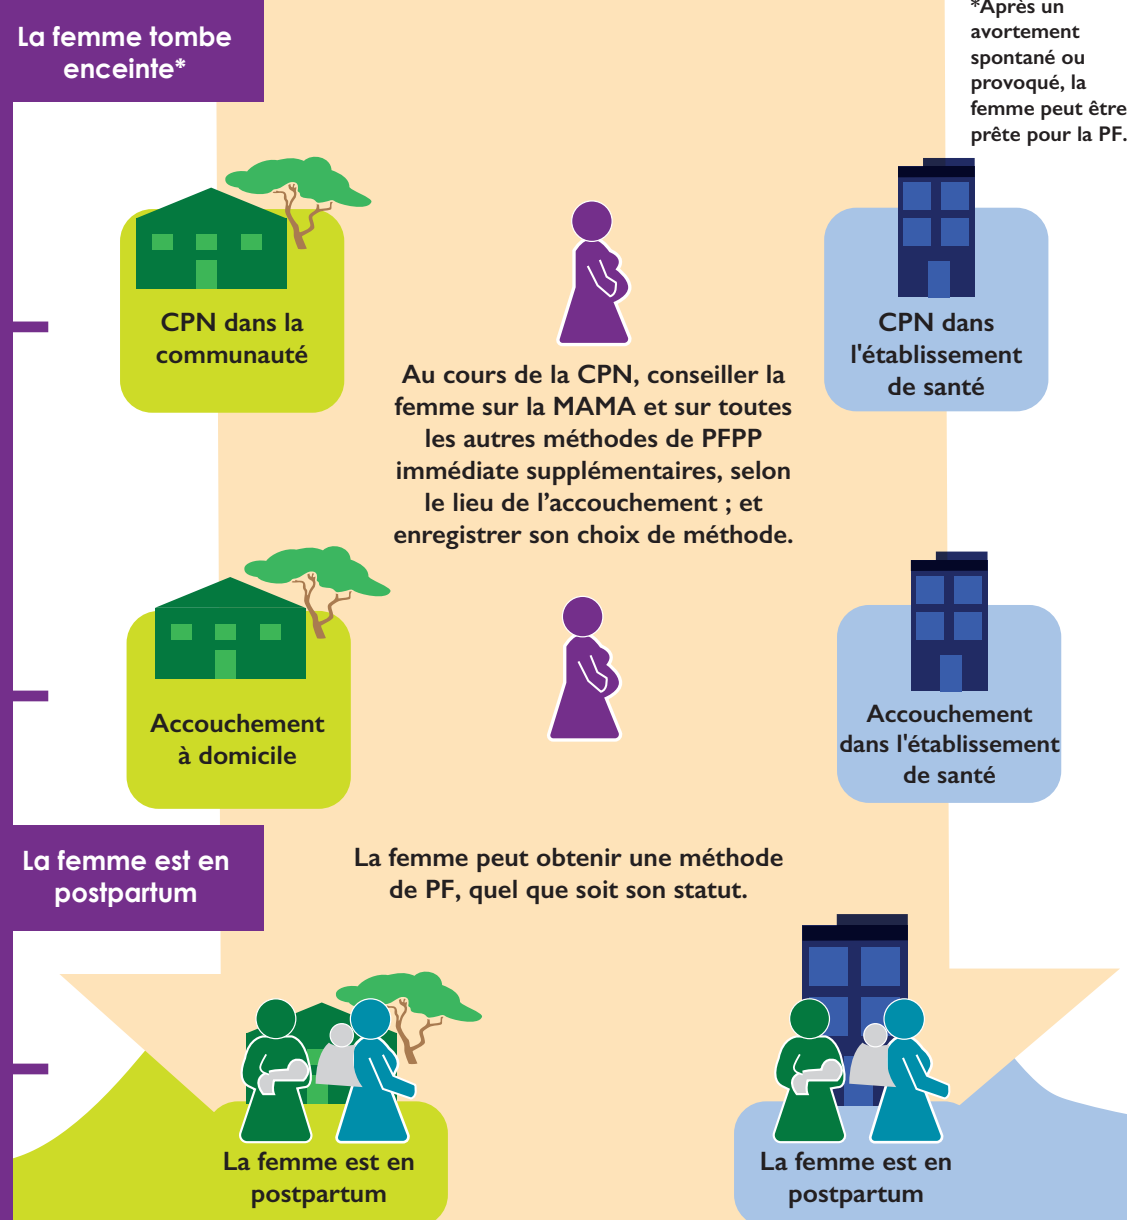 La femme tombe
enceinte*
*Après un
avortement
spontané ou
provoqué, la
femme peut être
prête pour la PF.
CPN dans la
communauté
CPN dans
l'établissement
de santé
Au cours de la CPN, conseiller la
femme sur la MAMA et sur toutes
les autres méthodes de PFPP
immédiate supplémentaires, selon
le lieu de l’accouchement ; et
enregistrer son choix de méthode.
Accouchement
à domicile
Accouchement
dans l'établissement
de santé
La femme est en
postpartum
La femme peut obtenir une méthode
de PF, quel que soit son statut.
La femme est en
postpartum
La femme est en
postpartum